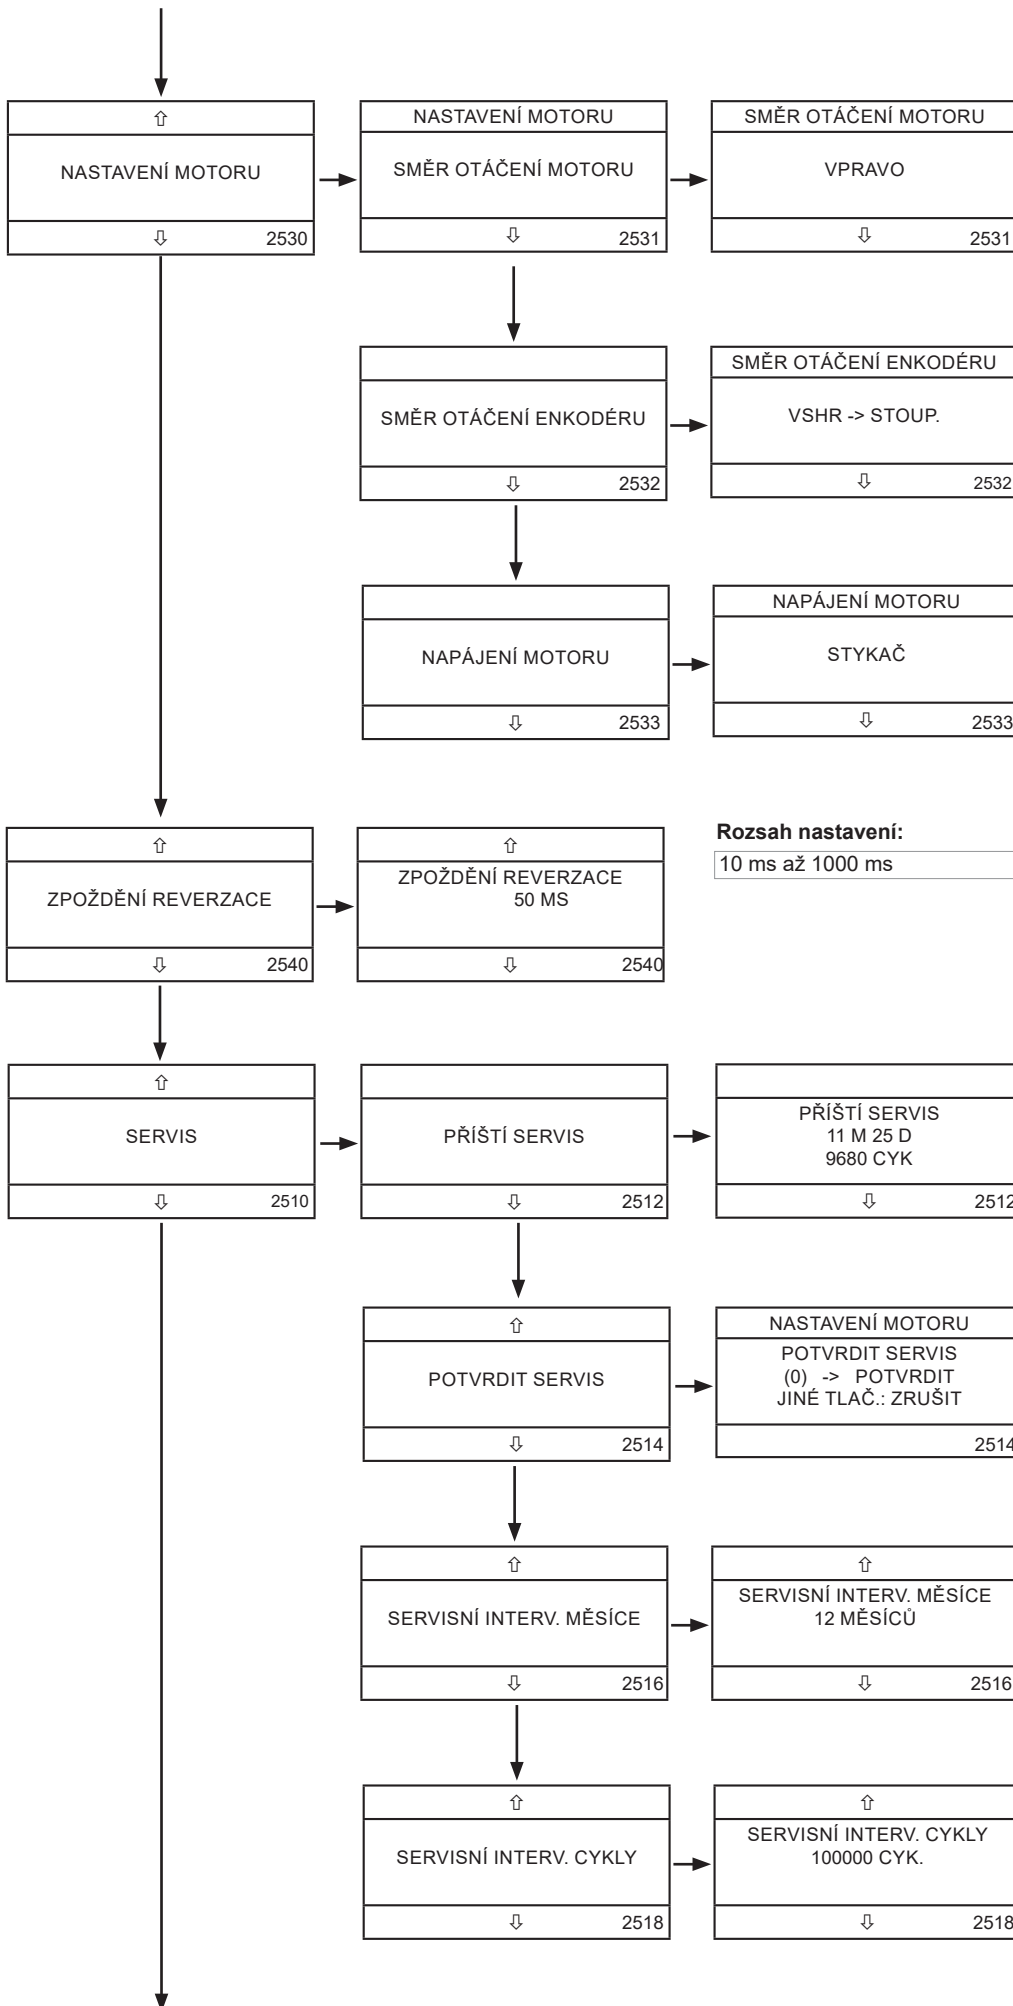 ⇧
NASTAVENÍ MOTORU
⇩ 2530
NASTAVENÍ MOTORU
SMĚR OTÁČENÍ MOTORU
⇩ 2531
SMĚR OTÁČENÍ MOTORU
VPRAVO
⇩ 2531
SMĚR OTÁČENÍ ENKODÉRU
⇩ 2532
SMĚR OTÁČENÍ ENKODÉRU
VSHR -> STOUP.
⇩ 2532
NAPÁJENÍ MOTORU
⇩ 2533
NAPÁJENÍ MOTORU
STYKAČ
⇩ 2533
⇧
ZPOŽDĚNÍ REVERZACE
⇩ 2540
⇧
ZPOŽDĚNÍ REVERZACE
50 MS
⇩ 2540
Rozsah nastavení:
10 ms až 1000 ms
⇧
SERVIS
⇩ 2510
PŘÍŠTÍ SERVIS
⇩ 2512
PŘÍŠTÍ SERVIS
11 M 25 D
9680 CYK
⇩ 2512
⇧
POTVRDIT SERVIS
⇩ 2514
NASTAVENÍ MOTORU
POTVRDIT SERVIS
(0) -> POTVRDIT
JINÉ TLAČ.: ZRUŠIT
2514
⇧
SERVISNÍ INTERV. MĚSÍCE
⇩ 2516
⇧
SERVISNÍ INTERV. MĚSÍCE
12 MĚSÍCŮ
⇩ 2516
⇧
SERVISNÍ INTERV. CYKLY
⇩ 2518
⇧
SERVISNÍ INTERV. CYKLY
100000 CYK.
⇩ 2518